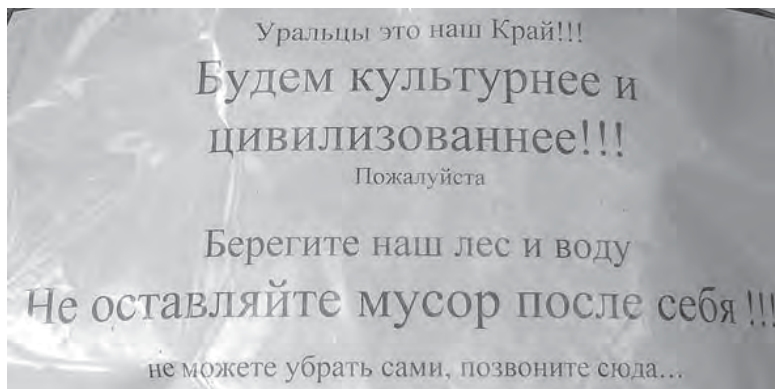 Уральцы это наш Край!!!
Будем культурнее и
цивилизованнее!!!
Пожалуйста
Берегите наш лес и воду
Не оставляйте мусор после себя !!!
не можете убрать сами, позвоните сюда...